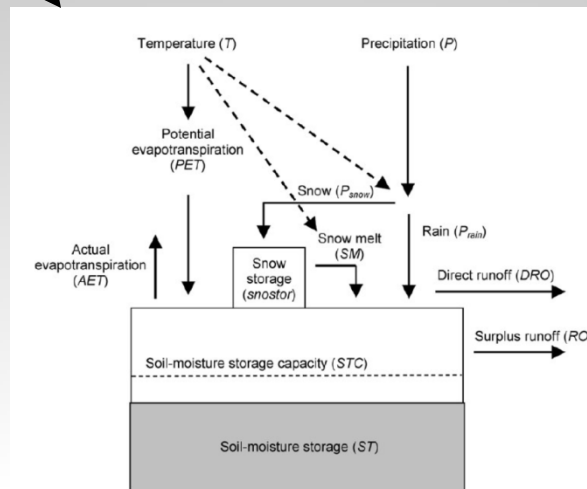 Temperature (T)
Precipitation (P)
Potential
evapotranspiration
(PET)
Snow (Psnow)
Rain (Prain)
Snow melt
(SM)
Actual
evapotranspiration
(AET)
Snow
storage
(snostor)
Direct runoff (DRO)
Surplus runoff (RO
Soil-moisture storage capacity (STC)
Soil-moisture storage (ST)